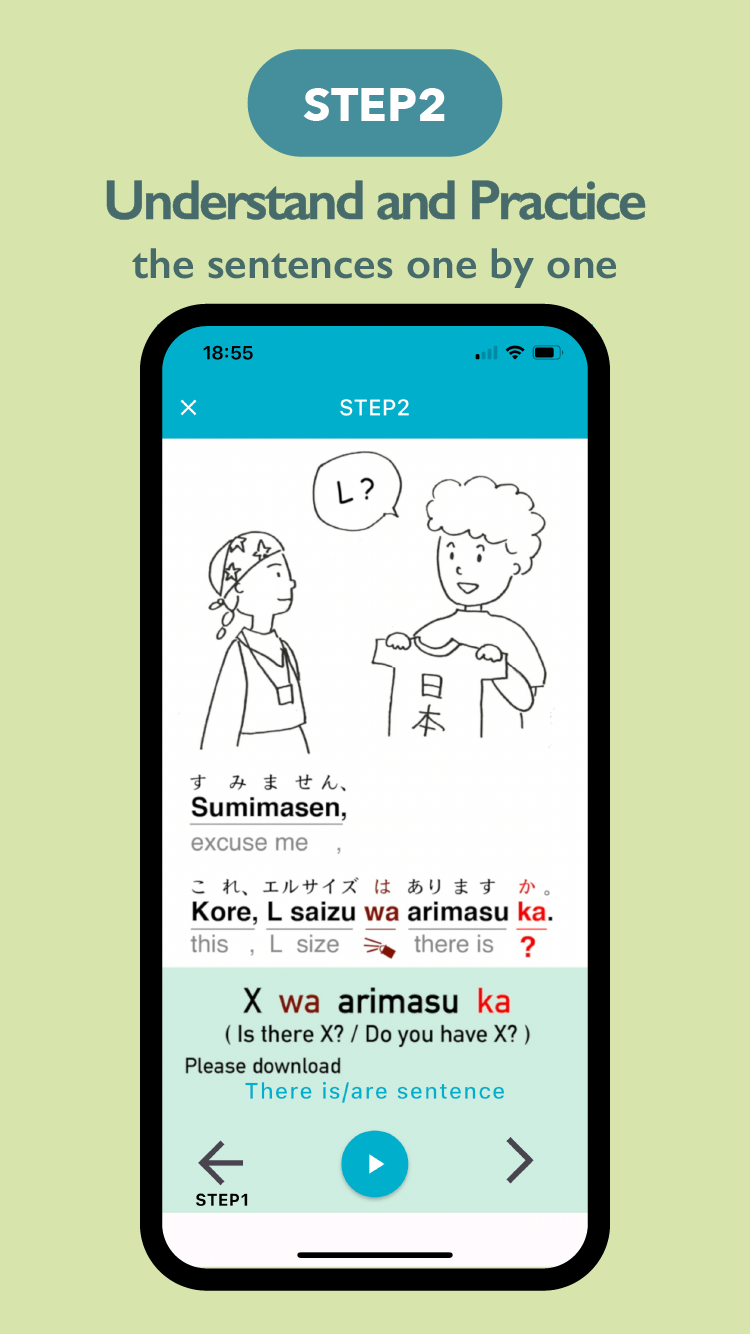 STEP2
Understand and Practice
the sentences one by one
18:55
STEP2
L?
日
本
す み ま せ ん、
Sumimasen,
excuse me ,
こ れ、エルサイズ は あり ま す か 。
Kore, L saizu wa arimasu ka.
this , L size there is ?
X wa arimasu ka
( Is there X? / Do you have X? )
Please download
There is/are sentence
STEP1